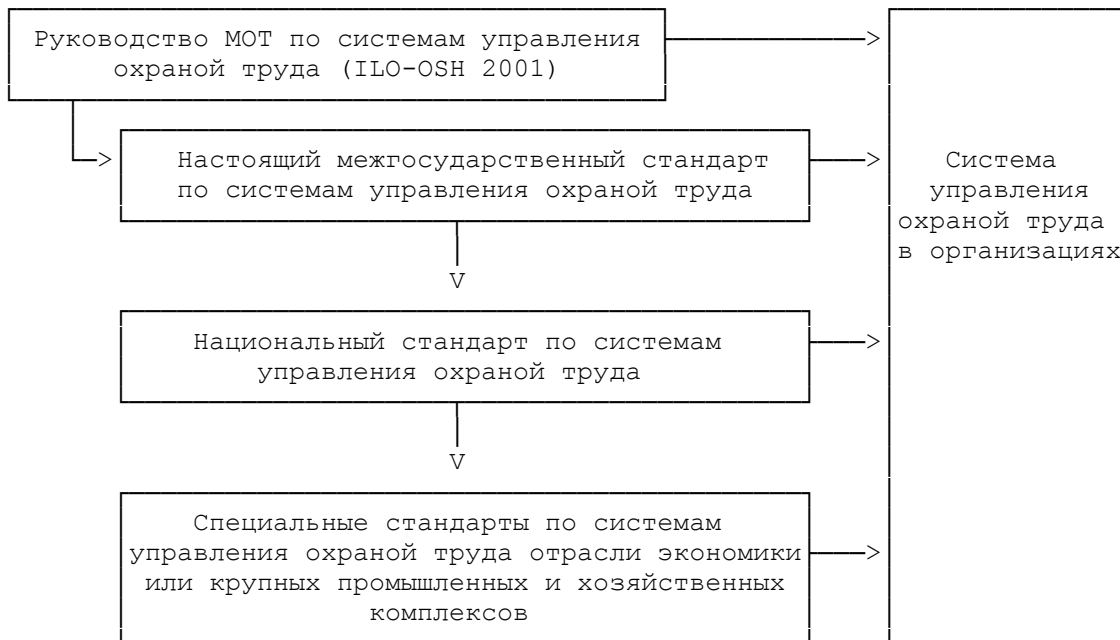 Руководство МОТ по системам управления
охраной труда (ILO-OSH 2001)
Настоящий межгосударственный стандарт
по системам управления охраной труда
Система
управления
охраной труда
в организациях
Национальный стандарт по системам
управления охраной труда
Специальные стандарты по системам
управления охраной труда отрасли экономики
или крупных промышленных и хозяйственных
комплексов